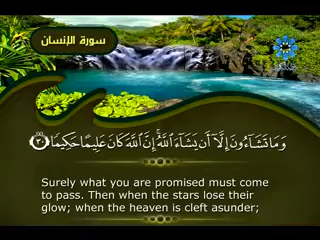 سورة الإنسان
وَمَا تَشَاءُونَ إِلَّا أَن يَشَاءَ اللَّهُ إِنَّ اللَّهَ كَانَ عَلِيمًا حَكِيمًا ٣٠
Surely what you are promised must come
to pass. Then when the stars lose their
glow; when the heaven is cleft asunder;